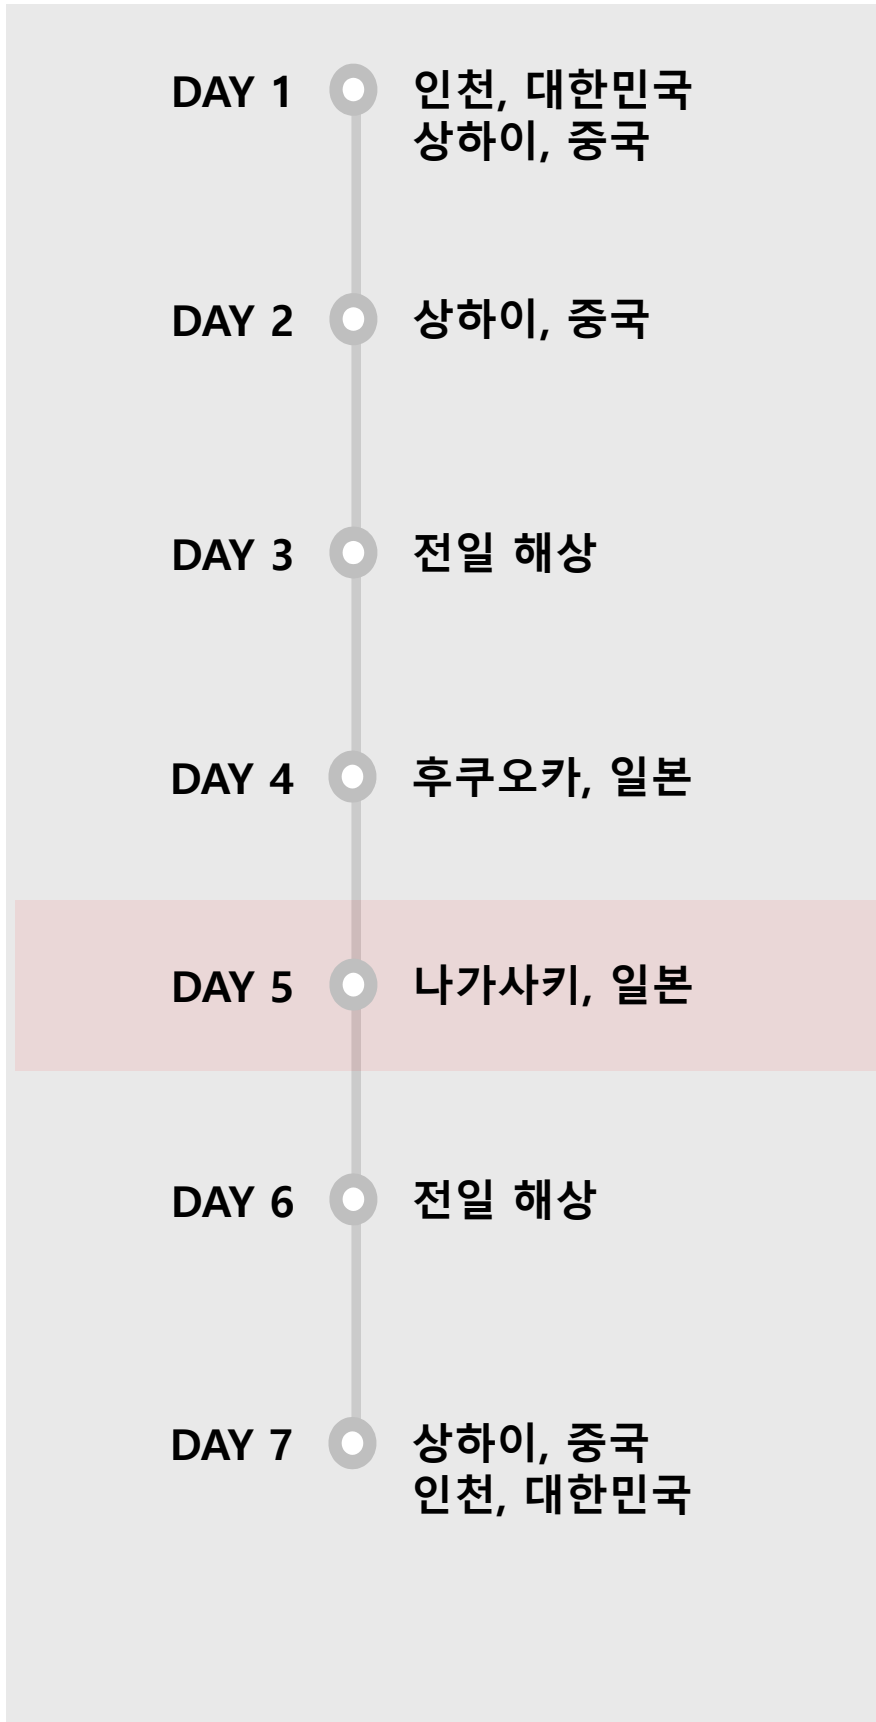 DAY 1 인천, 대한민국
상하이, 중국
DAY 2 상하이, 중국
DAY 3 전일 해상
DAY 4 후쿠오카, 일본
DAY 5 나가사키, 일본
DAY 6 전일 해상
DAY 7 상하이, 중국
인천, 대한민국